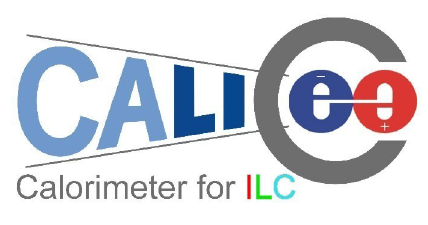 CALICe e
- +
Calorimeter for ILC